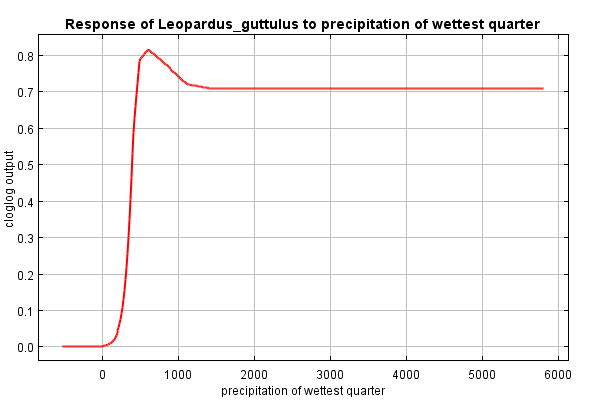 Response of Leopardus_guttulus to precipitation of wettest quarter
cloglog output
0.8
0.7
0.6
0.5
0.4
0.3
0.2
0.1
0.0
0 1000 2000 3000 4000 5000 6000
precipitation of wettest quarter